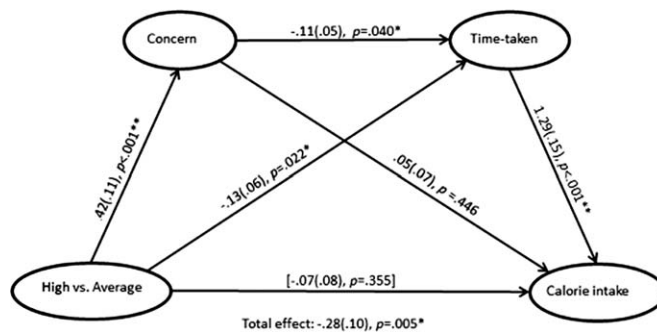 Concern
-.11(.05), p=.040*
Time-taken
.42(.11), p<.001**
-.13(.06), p=.022*
.05(.07), p=.446
1.29(.15), p<.001**
High vs. Average
[-.07(.08), p=.355]
Calorie intake
Total effect: -.28(.10), p=.005*